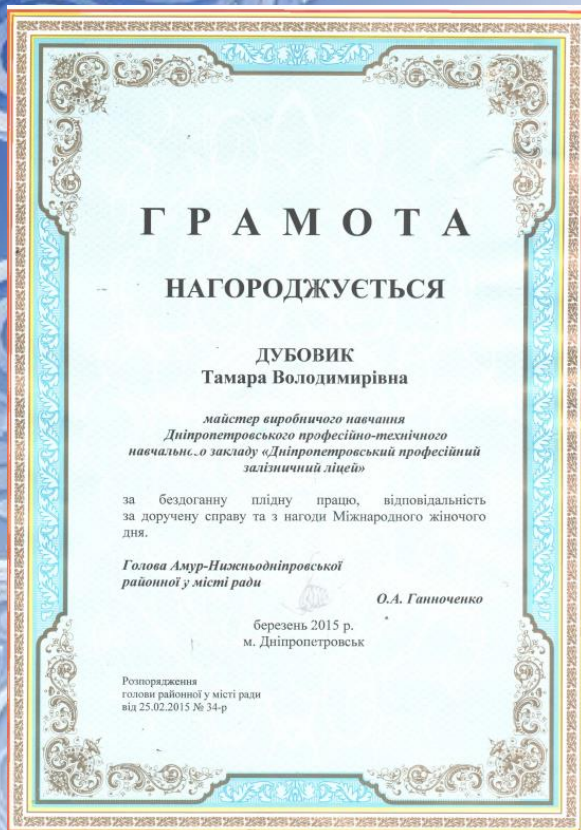 ГРАМОТА
НАГОРОДЖУЄТЬСЯ
ДУБОВИК
Тамара Володимирівна
майстер виробничого навчання
Дніпропетровського професійно-технічного
навчального закладу «Дніпропетровський професійний
залізничний ліцей»
за бездоганну плідну працю, відповідальність
за доручену справу та з нагоди Міжнародного жіночого
дня.
Голова Амур-Нижньодніпровської
районної у місті ради
О.А. Ганноченко
березень 2015 р.
м. Дніпропетровськ
Розпорядження
голови районної у місті ради
від 25.02.2015 № 34-р